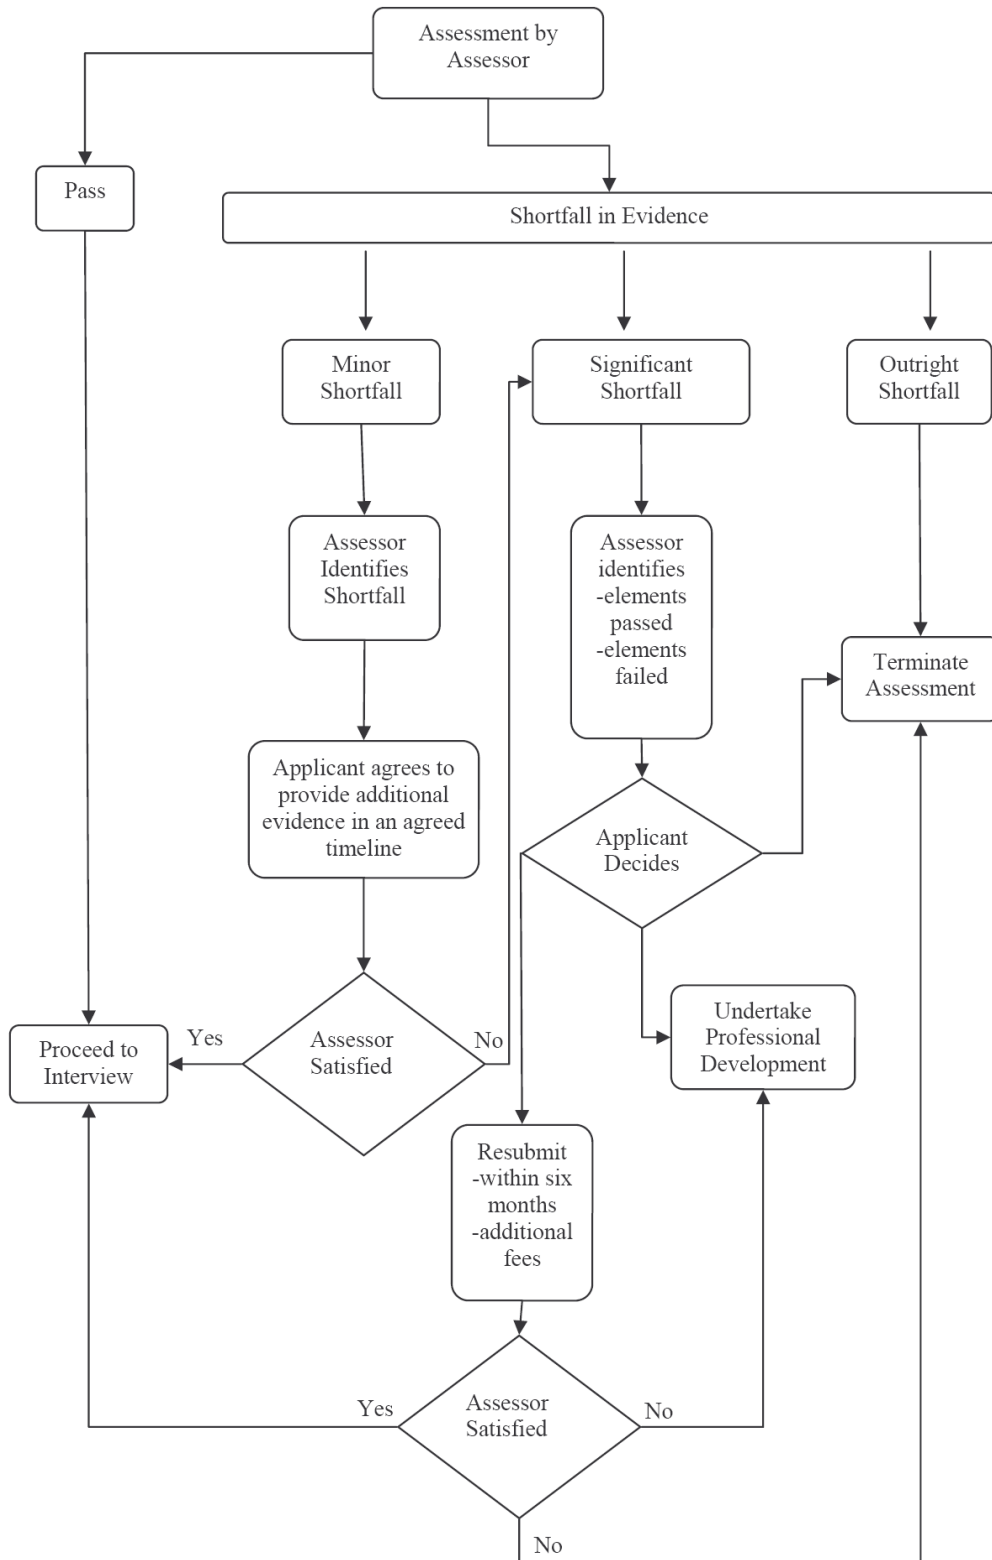 Assessment by
Assessor
Pass
Shortfall in Evidence
Minor
Shortfall
Significant
Shortfall
Outright
Shortfall
Assessor
Identifies
Shortfall
Assessor
identifies
-elements
passed
-elements
failed
Terminate
Assessment
Applicant agrees to
provide additional
evidence in an agreed
timeline
Applicant
Decides
Undertake
Professional
Development
Proceed to
Interview
Yes
Assessor
Satisfied
No
Resubmit
-within six
months
-additional
fees
Yes
Assessor
Satisfied
No
No